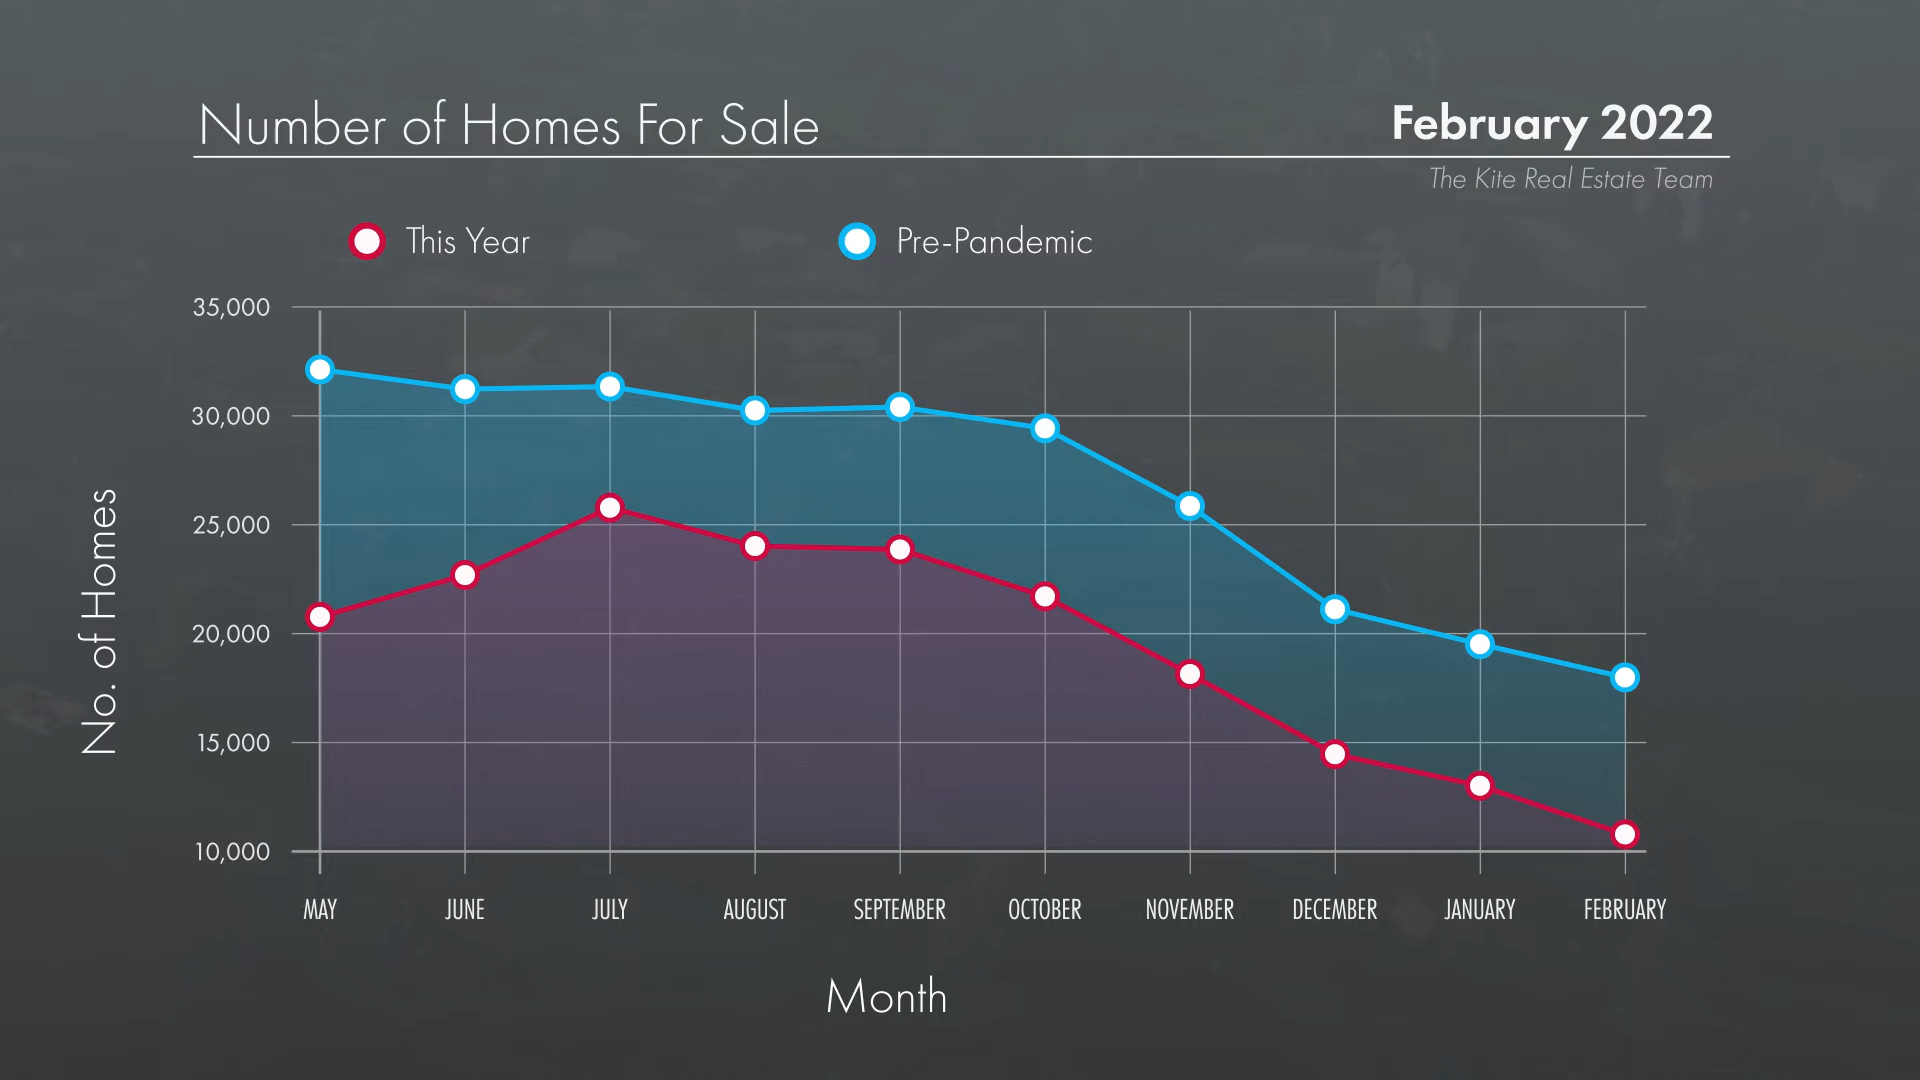 Number of Homes For Sale
February 2022
The Kite Real Estate Team
This Year
Pre-Pandemic
35,000
30,000
25,000
20,000
15,000
10,000
No. of Homes
MAY
JUNE
JULY
AUGUST
SEPTEMBER
OCTOBER
NOVEMBER
DECEMBER
JANUARY
FEBRUARY
Month